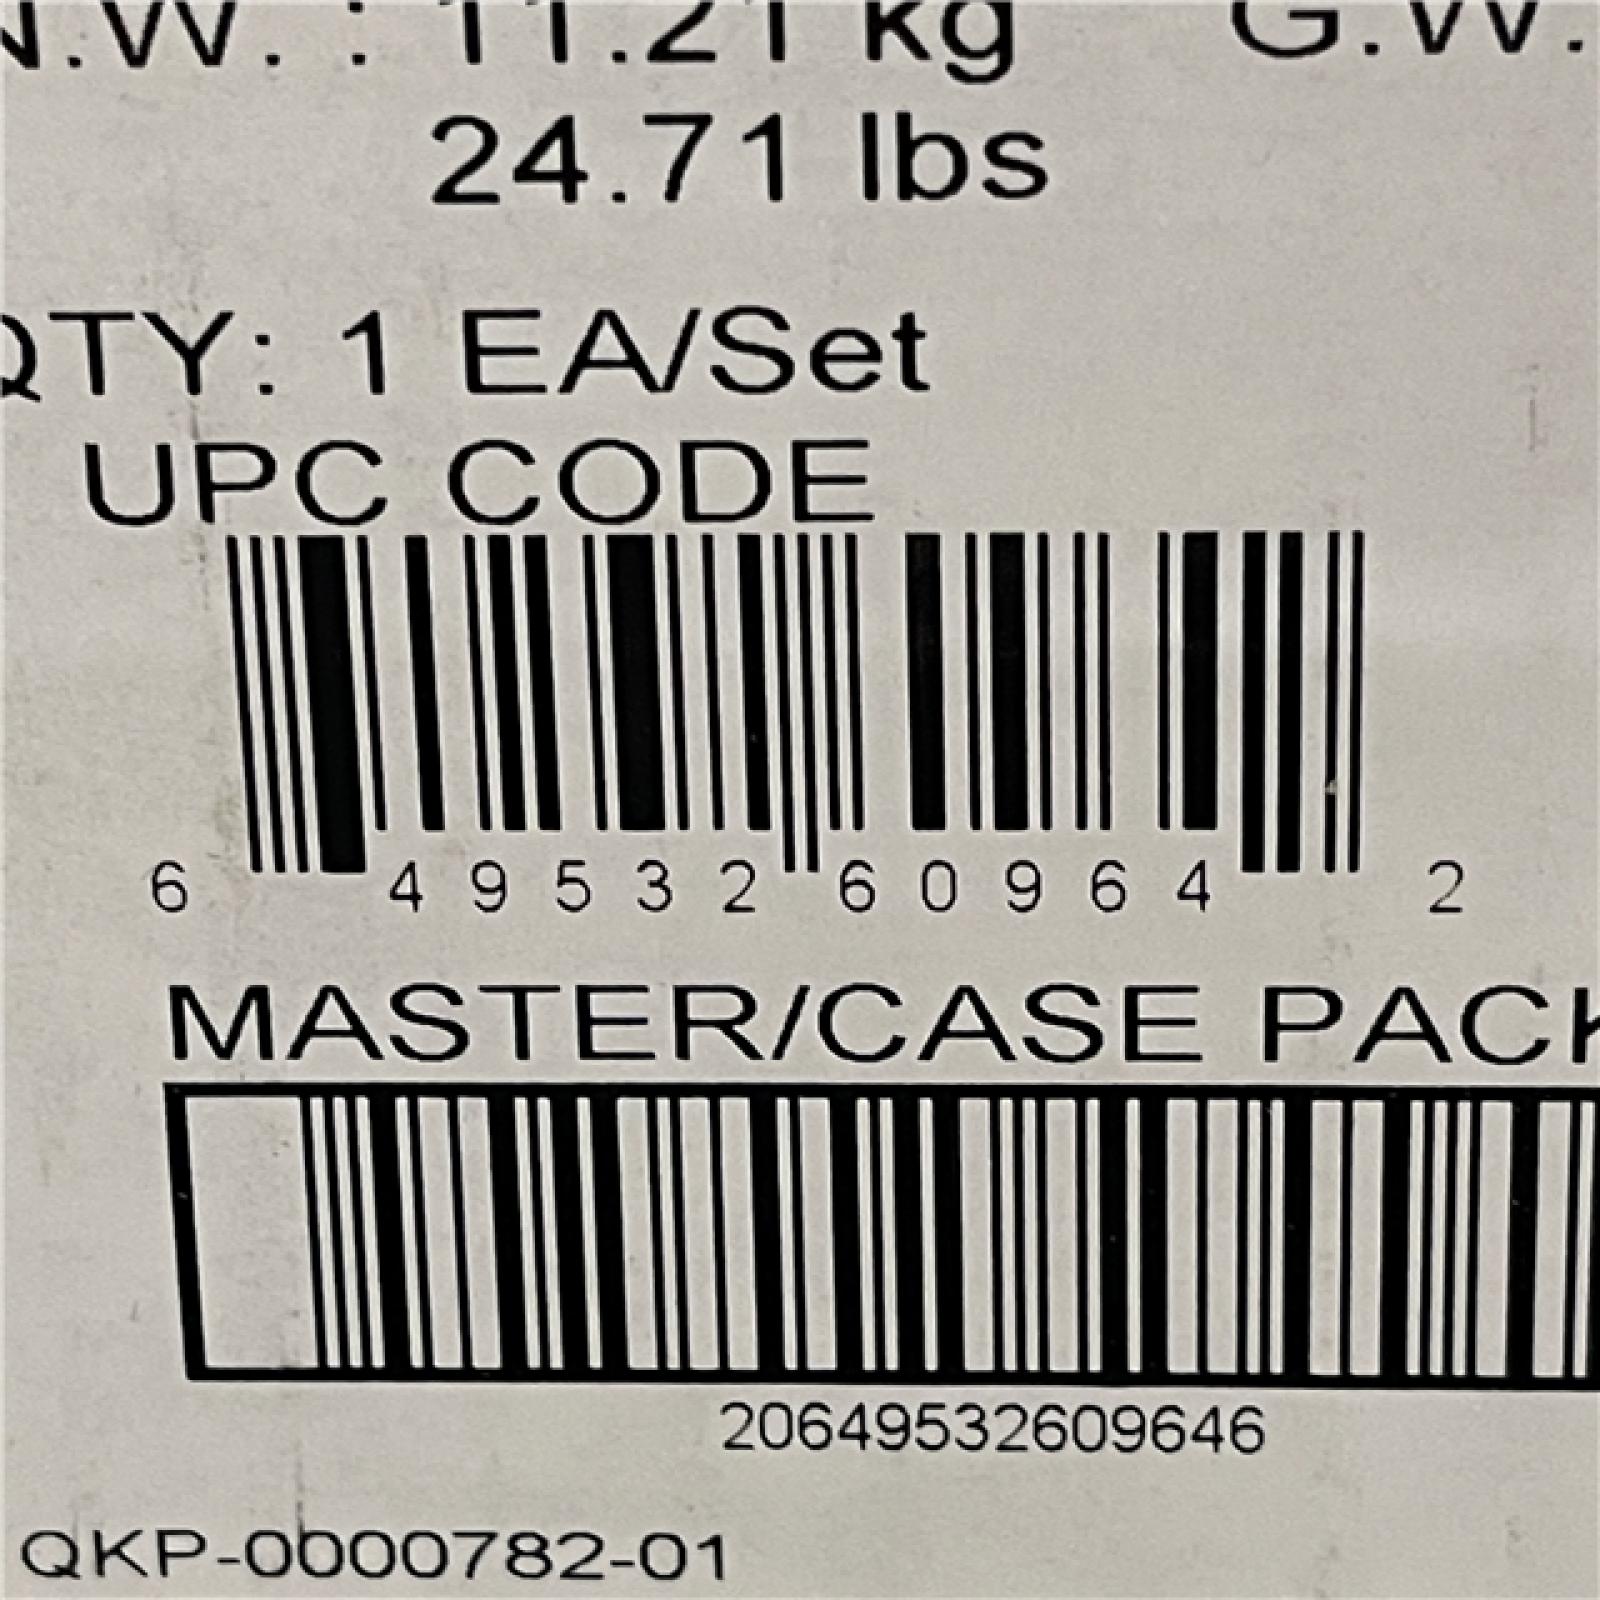 N.W. : 11.21 kg G.W.
24.71 lbs
QTY: 1 EA/Set
UPC CODE
6 49532 60964 2
MASTER/CASE PACK
20649532609646
QKP-0000782-01